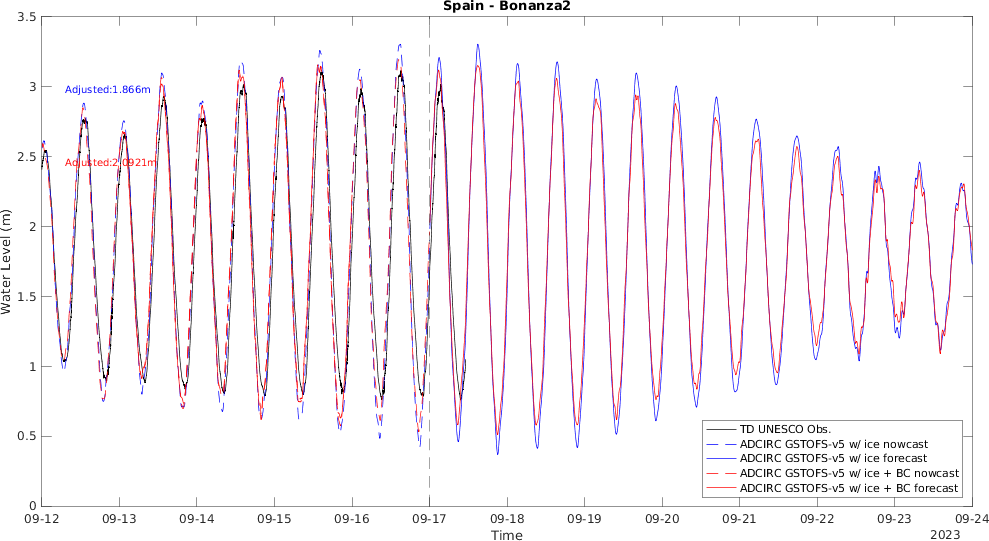 Spain - Bonanza2
3.5
3
2.5
2
1.5
1
0.5
0
Water Level (m)
Adjusted:1.866m
Adjusted:2.0921m
TD UNESCO Obs.
ADCIRC GSTOFS-v5 w/ ice nowcast
ADCIRC GSTOFS-v5 w/ ice forecast
ADCIRC GSTOFS-v5 w/ ice + BC nowcast
ADCIRC GSTOFS-v5 w/ ice + BC forecast
09-12 09-13 09-14 09-15 09-16 09-17 09-18 09-19 09-20 09-21 09-22 09-23 09-24
Time
2023